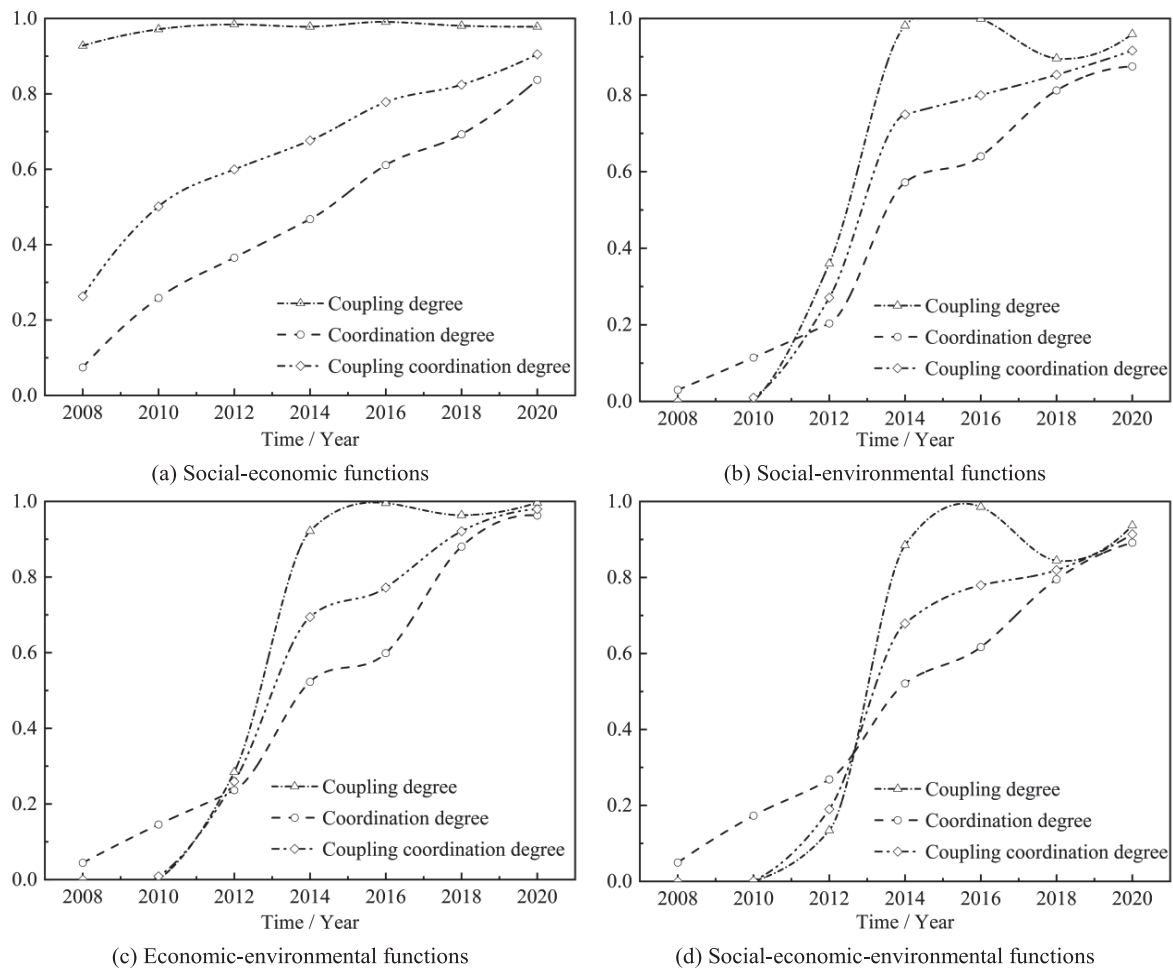 1.0
0.8
0.6
0.4
0.2
0.0
2008 2010 2012 2014 2016 2018 2020
Time / Year
Coupling degree
Coordination degree
Coupling coordination degree
(a) Social-economic functions
1.0
0.8
0.6
0.4
0.2
0.0
2008 2010 2012 2014 2016 2018 2020
Time / Year
Coupling degree
Coordination degree
Coupling coordination degree
(b) Social-environmental functions
1.0
0.8
0.6
0.4
0.2
0.0
2008 2010 2012 2014 2016 2018 2020
Time / Year
Coupling degree
Coordination degree
Coupling coordination degree
(c) Economic-environmental functions
1.0
0.8
0.6
0.4
0.2
0.0
2008 2010 2012 2014 2016 2018 2020
Time / Year
Coupling degree
Coordination degree
Coupling coordination degree
(d) Social-economic-environmental functions